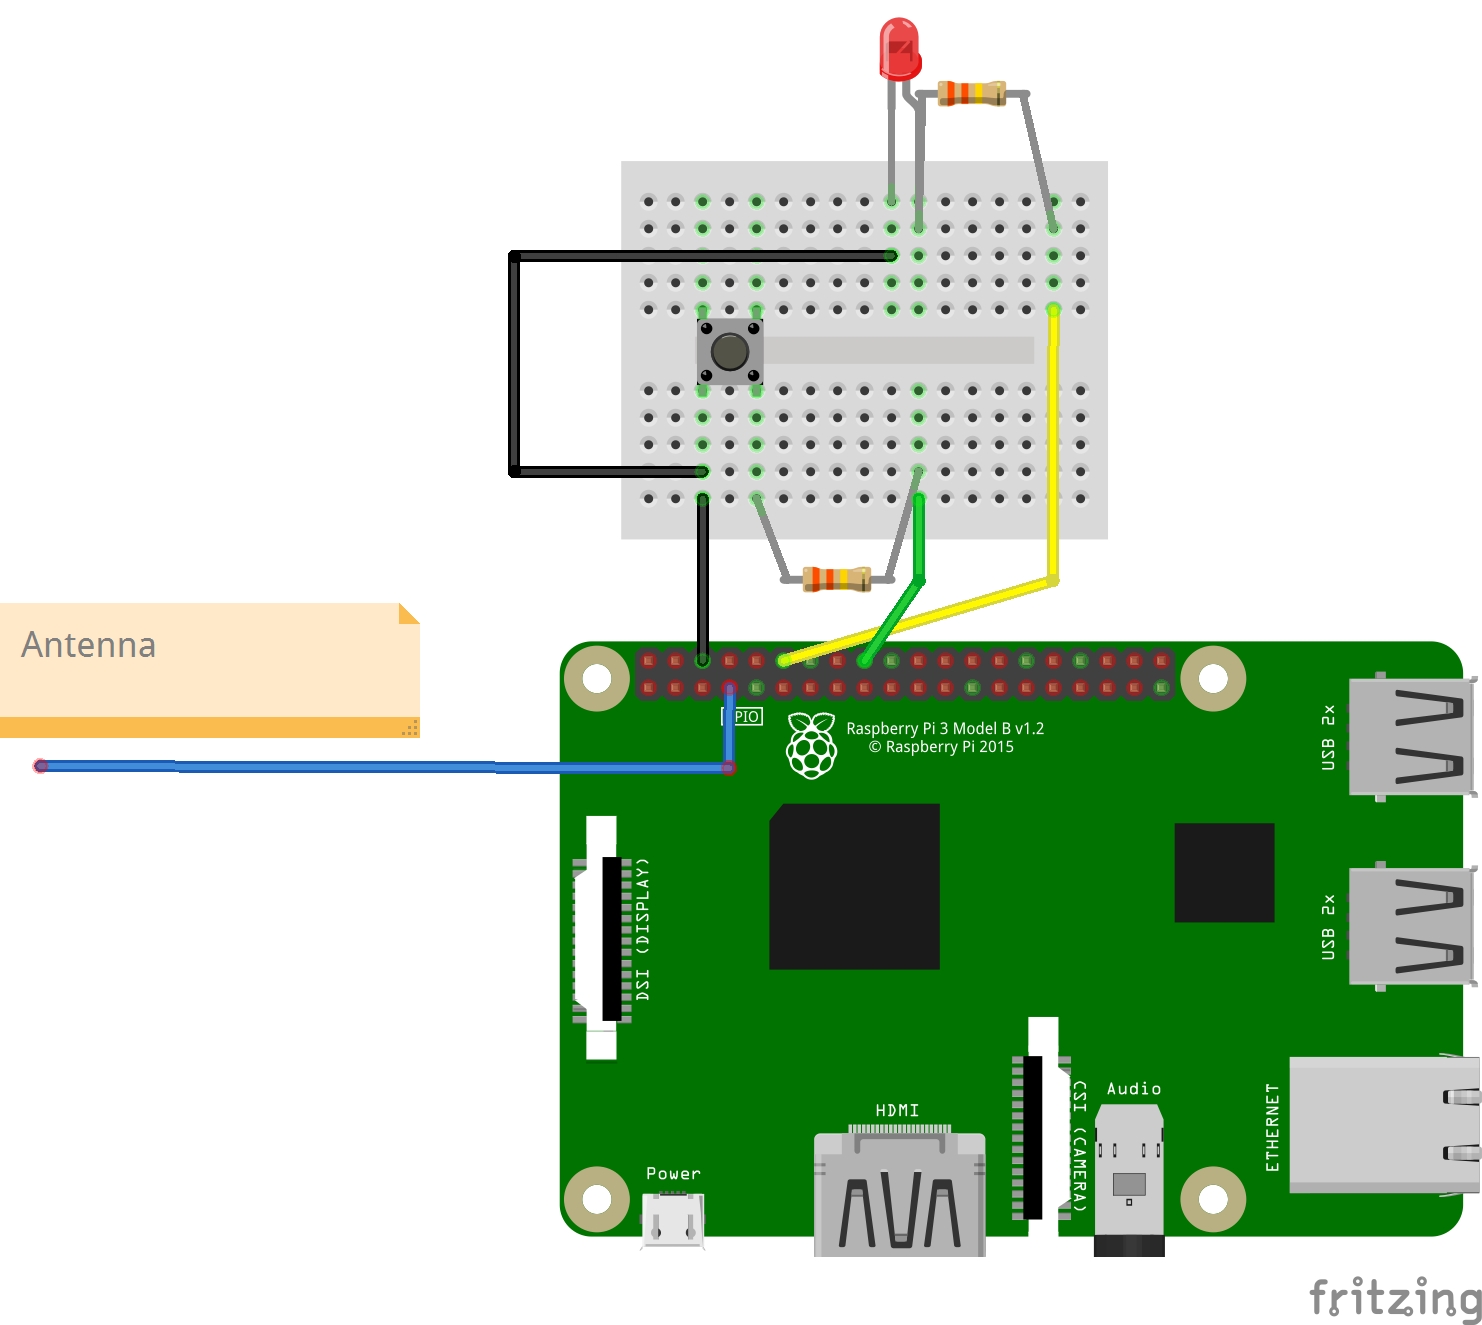 Antenna
GPIO
Raspberry Pi 3 Model B v1.2
© Raspberry Pi 2015
USB 2x
DSI (DISPLAY)
USB 2x
CSI (CAMERA)
Audio
ETHERNET
HDMI
Power
fritzing